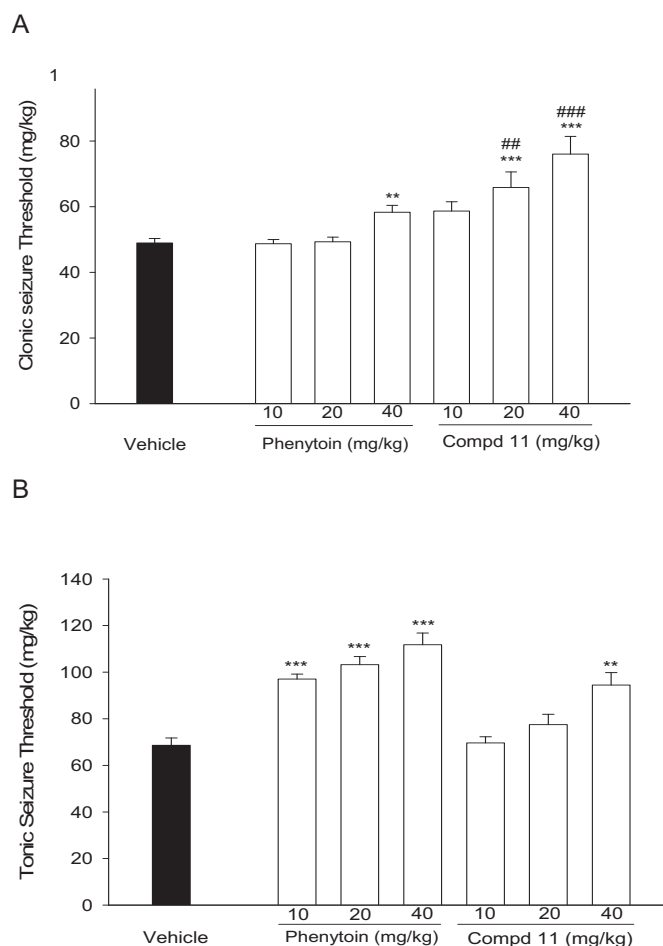 A
1
Clonic seizure Threshold (mg/kg)
##
***
###
***
**
80
60
40
20
0
10 20 40 10 20 40
Vehicle Phenytoin (mg/kg) Compd 11 (mg/kg)
B
Tonic Seizure Threshold (mg/kg)
140
120
100
80
60
40
20
0
*** *** *** **
10 20 40 10 20 40
Vehicle Phenytoin (mg/kg) Compd 11 (mg/kg)